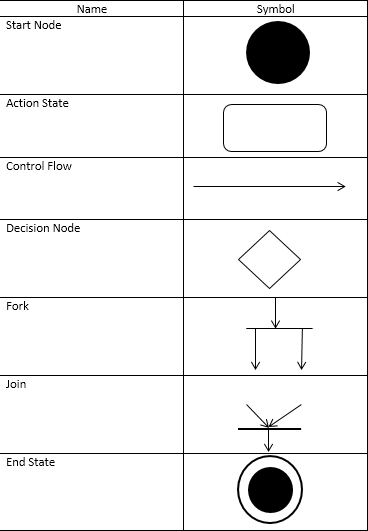 Name Symbol
Start Node
Action State
Control Flow
Decision Node
Fork
Join
End State